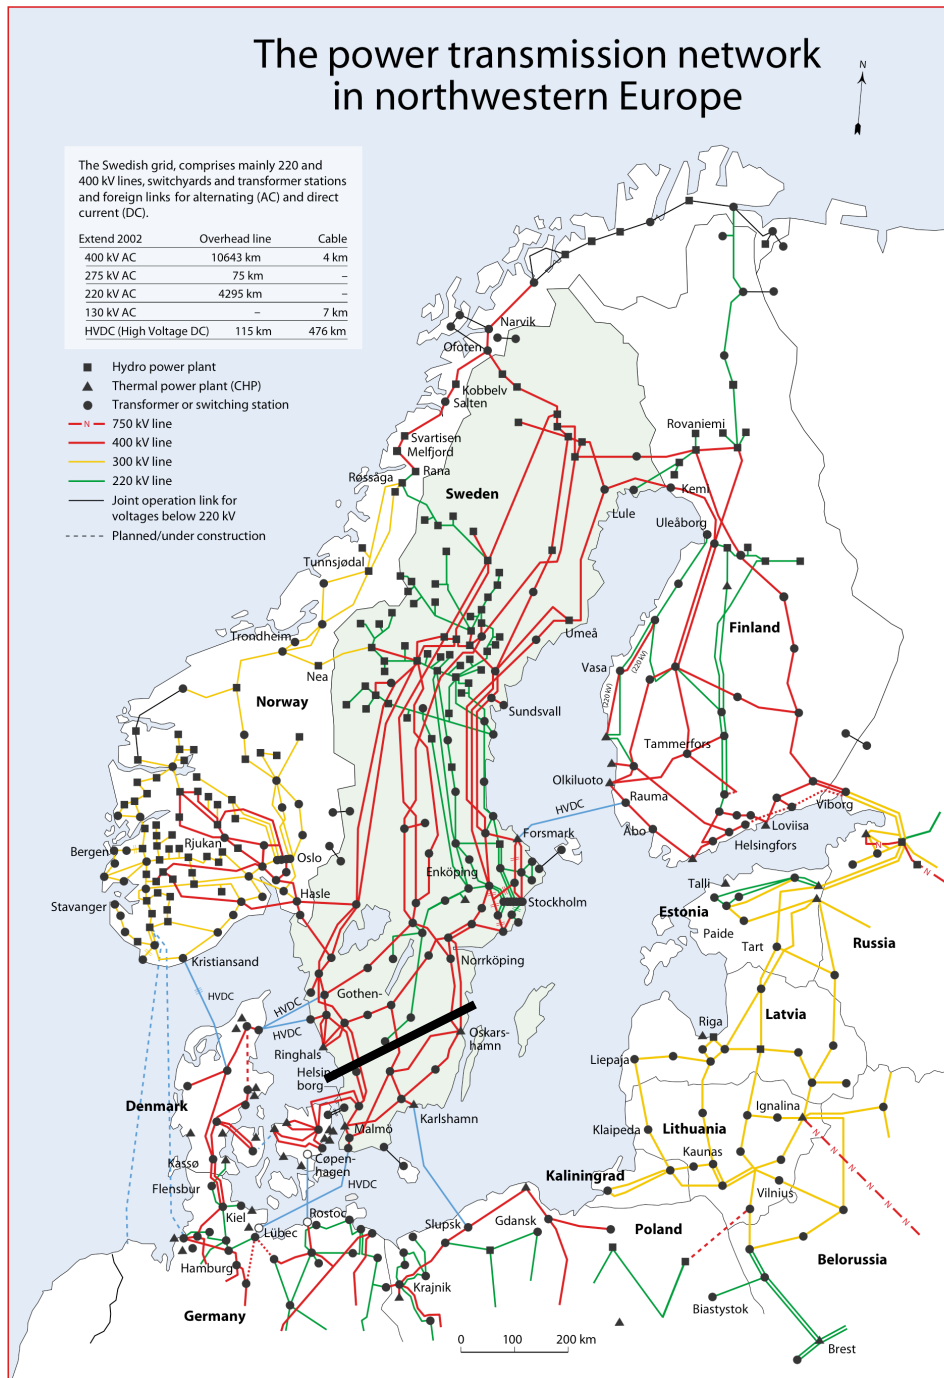 The power transmission network
in northwestern Europe
N
The Swedish grid, comprises mainly 220 and
400 kV lines, switchyards and transformer stations
and foreign links for alternating (AC) and direct
current (DC).
Extend 2002 Overhead line Cable
400 kV AC 10643 km 4 km
275 kV AC 75 km –
220 kV AC 4295 km –
130 kV AC – 7 km
HVDC (High Voltage DC) 115 km 476 km
Hydro power plant
Thermal power plant (CHP)
Transformer or switching station
N 750 kV line
400 kV line
300 kV line
220 kV line
Joint operation link for
voltages below 220 kV
Planned/under construction
Narvik
Ofoten
Kobbelv
Salten
Svartisen
Melfjord
Rana
Røssåga
Rovaniemi
Sweden
Kemi
Lule
Uleåborg
Tunnsjødal
Trondheim
Umeå
Finland
Nea
Vasa
(220 kV)
(220 kV)
Norway
Sundsvall
Tammerfors
Olkiluoto
Rauma
HVDC
Viborg
Åbo
Loviisa
Helsingfors
Forsmark
Rjukan
Bergen
Oslo
Enköping
Hasle
Stockholm
Stavanger
Talli
Estonia
Paide
Tart
Russia
N
N
Kristiansand
Norrköping
HVDC
HVDC
HVDC
Gothen-
Ringhals
Oskars-
hamn
Helsing
borg
Latvia
Riga
Liepaja
Denmark
Karlshamn
Malmö
Klaipeda
Lithuania
Ignalina
Kaunas
Kassø
Cøpen-
hagen
Kaliningrad
Vilnius
N
N
N
N
N
N
Flensbur
HVDC
Kiel
Rostoc
Lübec
Slupsk
Gdansk
Poland
Hamburg
Krajnik
Belorussia
Germany
Biastystok
Brest
0 100 200 km